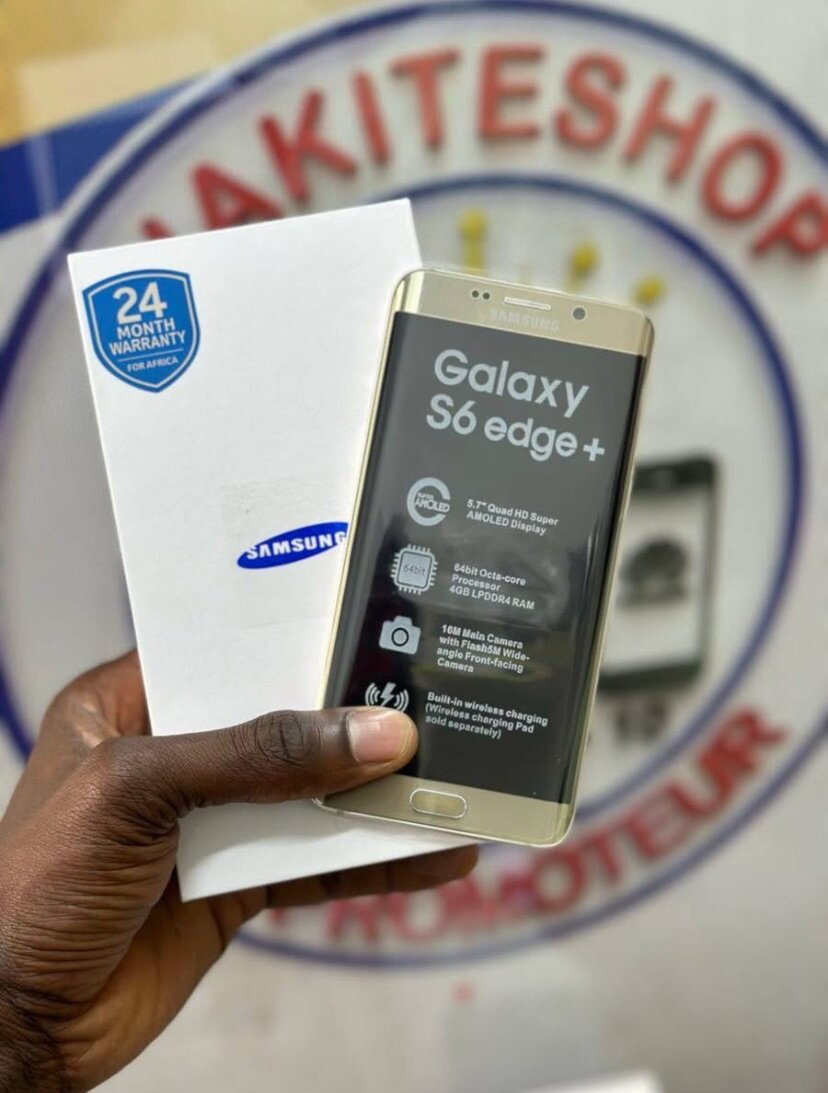 24
MONTH
WARRANTY
FOR AFRICA
SAMSUNG
SAMSUNG
Galaxy
S6 edge+
SUPER
AMOLED
5.7" Quad HD Super
AMOLED Display
64bit
64bit Octa-core
Processor
4GB LPDDR4 RAM
16M Main Camera
with Flash5M Wide-
angle Front-facing
Camera
Built-in wireless charging
(Wireless charging Pad
sold separately)
PROMOTEUR